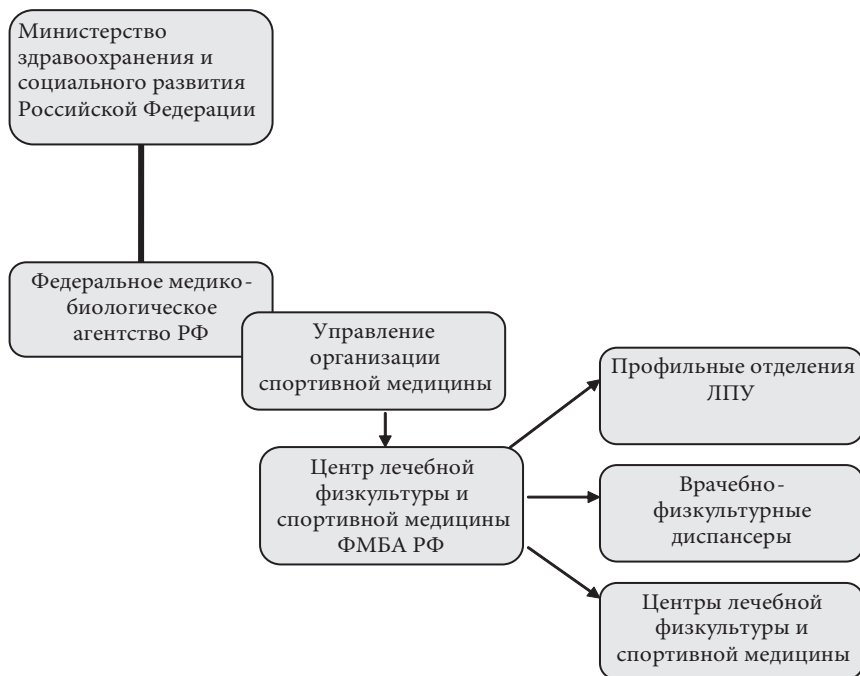 Министерство
здравоохранения и
социального развития
Российской Федерации
Федеральное медико-
биологическое
агентство РФ
Управление
организации
спортивной медицины
Центр лечебной
физкультуры и
спортивной медицины
ФМБА РФ
Профильные отделения
ЛПУ
Врачебно-
физкультурные
диспансеры
Центры лечебной
физкультуры и
спортивной медицины